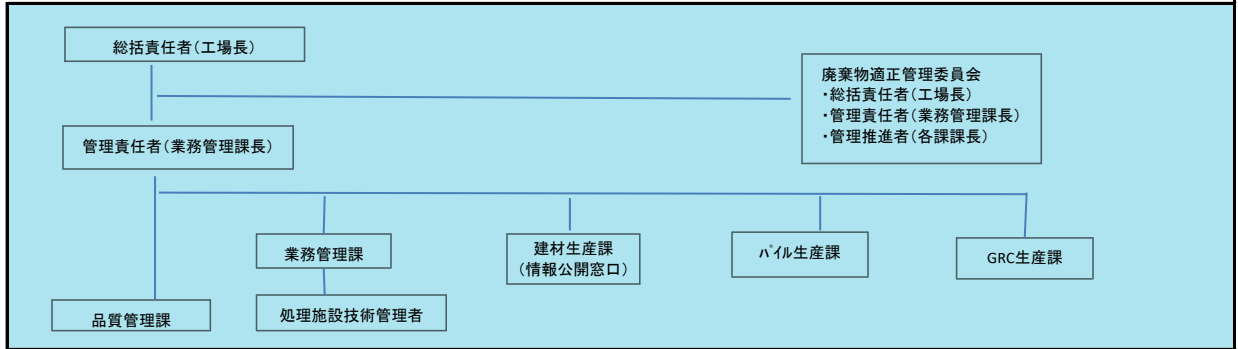 総括責任者(工場長)
廃棄物適正管理委員会
・総括責任者(工場長)
・管理責任者(業務管理課長)
・管理推進者(各課課長)
管理責任者(業務管理課長)
業務管理課
建材生産課
(情報公開窓口)
パイル生産課
GRC生産課
品質管理課
処理施設技術管理者